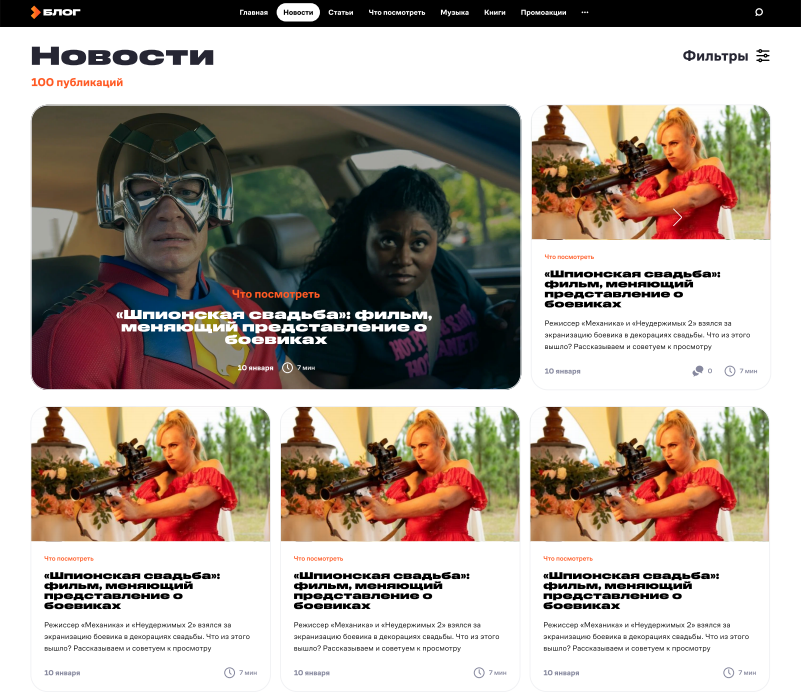 БЛОГ
Главная Новости Статьи Что посмотреть Музыка Книги Промоакции ···
Новости
Фильтры
100 публикаций
Что посмотреть
«Шпионская свадьба»: фильм,
меняющий представление о
боевиках
10 января 7 мин
Что посмотреть
«Шпионская свадьба»:
фильм, меняющий
представление о
боевиках
Режиссер «Механика» и «Неудержимых 2» взялся за
экранизацию боевика в декорациях свадьбы. Что из этого
вышло? Рассказываем и советуем к просмотру
10 января 0 7 мин
Что посмотреть
«Шпионская свадьба»:
фильм, меняющий
представление о
боевиках
Режиссер «Механика» и «Неудержимых 2» взялся за
экранизацию боевика в декорациях свадьбы. Что из этого
вышло? Рассказываем и советуем к просмотру
10 января 7 мин
Что посмотреть
«Шпионская свадьба»:
фильм, меняющий
представление о
боевиках
Режиссер «Механика» и «Неудержимых 2» взялся за
экранизацию боевика в декорациях свадьбы. Что из этого
вышло? Рассказываем и советуем к просмотру
10 января 7 мин
Что посмотреть
«Шпионская свадьба»:
фильм, меняющий
представление о
боевиках
Режиссер «Механика» и «Неудержимых 2» взялся за
экранизацию боевика в декорациях свадьбы. Что из этого
вышло? Рассказываем и советуем к просмотру
10 января 7 мин